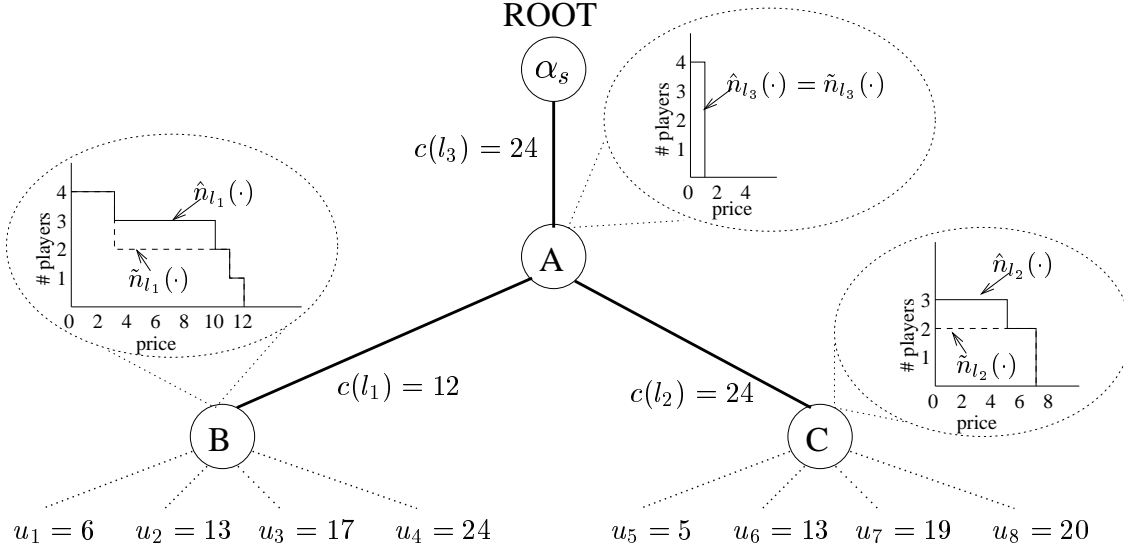 ROOT
α_s
c(l_3) = 24
4
3
2
1
# players
0 2 4
price
n̂_{l_3}(·) = ñ_{l_3}(·)
4
3
2
1
# players
0 2 4 6 8 10 12
price
n̂_{l_1}(·)
ñ_{l_1}(·)
A
3
2
1
# players
0 2 4 6 8
price
n̂_{l_2}(·)
ñ_{l_2}(·)
c(l_1) = 12
c(l_2) = 24
B
C
u_1 = 6 u_2 = 13 u_3 = 17 u_4 = 24 u_5 = 5 u_6 = 13 u_7 = 19 u_8 = 20